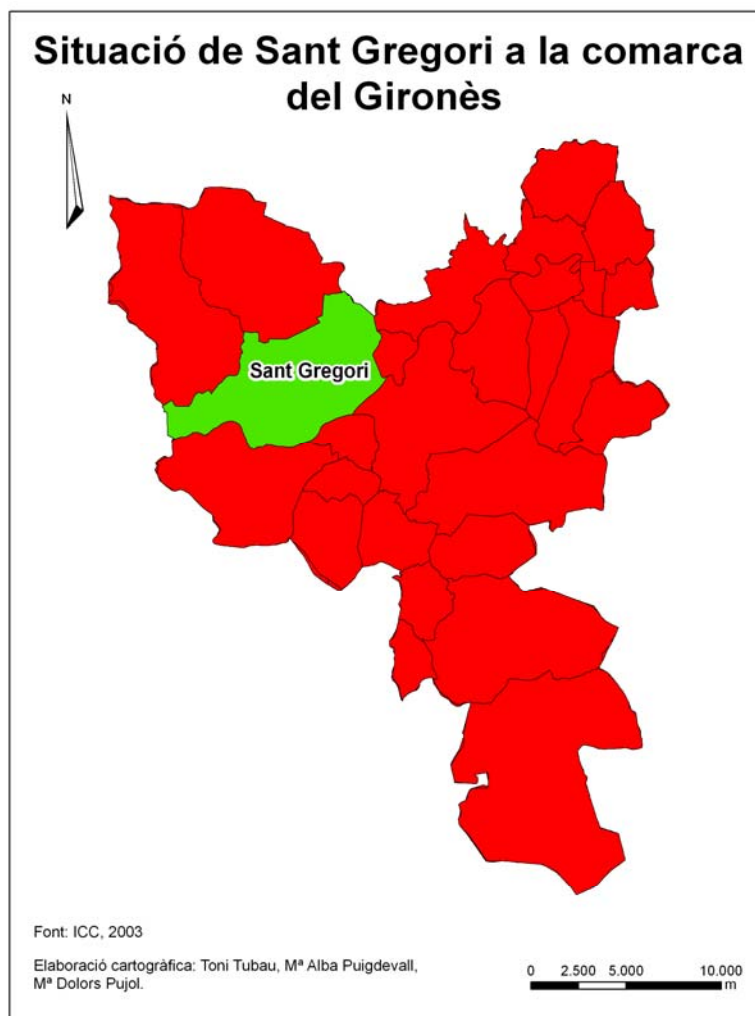 Situació de Sant Gregori a la comarca
del Gironès
N
Sant Gregori
Font: ICC, 2003
Elaboració cartogràfica: Toni Tubau, Mª Alba Puigdevall,
Mª Dolors Pujol.
0 2.500 5.000 10.000
m